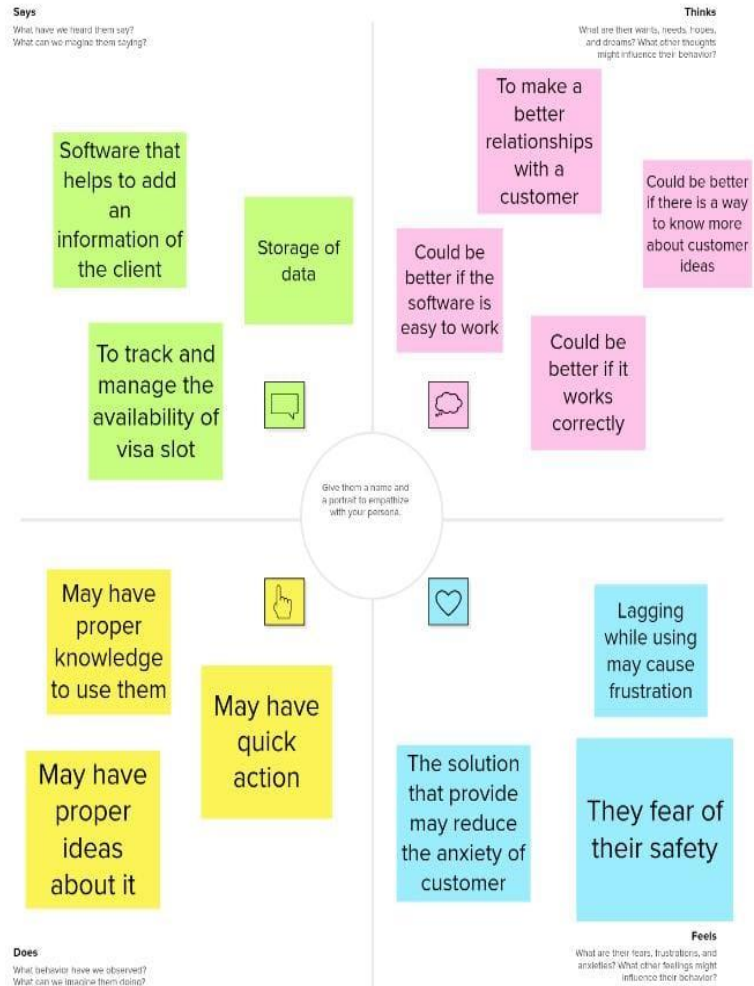 Says
What have we heard them say?
What can we magine them saying?
Software that
helps to add
an
information of
the client
Storage of
data
To track and
manage the
availability of
visa slot
Thinks
What are their wants, needs, hopes,
and dreams? What other thoughts
might influence their behavior?
To make a
better
relationships
with a
customer
Could be better
if there is a way
to know more
about customer
ideas
Could be
better if the
software is
easy to work
Could be
better if it
works
correctly
Give them a name and
a portrait to empathize
with your persona.
May have
proper
knowledge
to use them
May have
quick
action
May have
proper
ideas
about it
Does
What behavior have we observed?
What can we imagine them doing?
Lagging
while using
may cause
frustration
The solution
that provide
may reduce
the anxiety of
customer
They fear of
their safety
Feels
What are their fears, frustrations, and
anxieties? What other feelings might
influence their behavior?